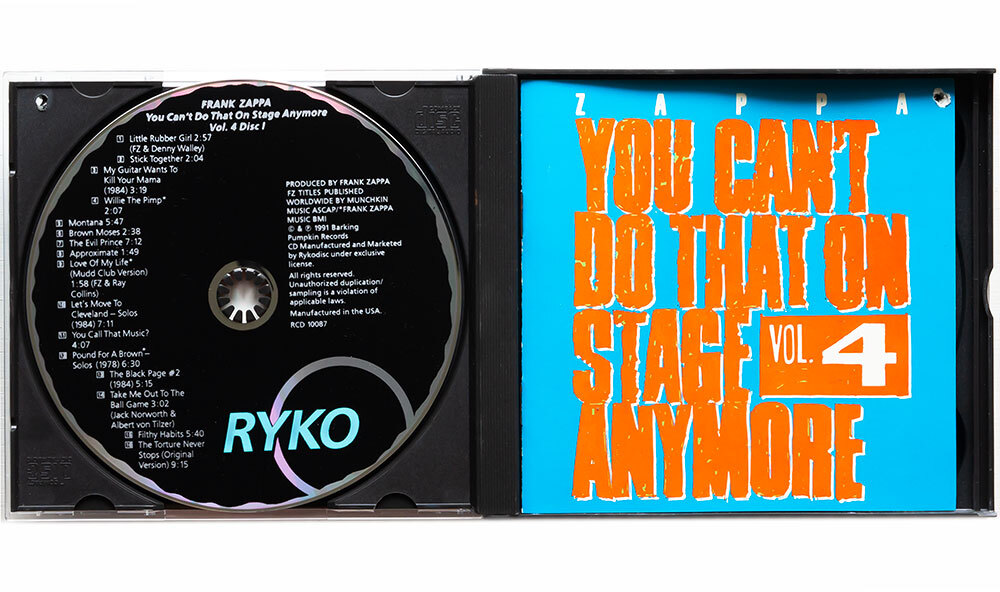 FRANK ZAPPA
You Can't Do That On Stage Anymore
Vol. 4 Disc I
1 Little Rubber Girl 2:57
(FZ & Denny Walley)
2 Stick Together 2:04
3 My Guitar Wants To
Kill Your Mama
(1984) 3:19
4 Willie The Pimp*
2:07
5 Montana 5:47
6 Brown Moses 2:38
7 The Evil Prince 7:12
8 Approximate 1:49
9 Love Of My Life*
(Mudd Club Version)
1:58 (FZ & Ray
Collins)
10 Let's Move To
Cleveland – Solos
(1984) 7:11
11 You Call That Music?
4:07
12 Pound For A Brown*–
Solos (1978) 6:30
13 The Black Page #2
(1984) 5:15
14 Take Me Out To The
Ball Game 3:02
(Jack Norworth &
Albert von Tilzer)
15 Filthy Habits 5:40
16 The Torture Never
Stops (Original
Version) 9:15
PRODUCED BY FRANK ZAPPA
FZ TITLES PUBLISHED
WORLDWIDE BY MUNCHKIN
MUSIC ASCAP/*FRANK ZAPPA
MUSIC BMI
© & ℗ 1991 Barking
Pumpkin Records
CD Manufactured and Marketed
by Rykodisc under exclusive
license.
All rights reserved.
Unauthorized duplication/
sampling is a violation of
applicable laws.
Manufactured in the USA.
RCD 10087
RYKO
ZAPPA
YOU CAN'T
DO THAT ON
STAGE VOL. 4
ANYMORE